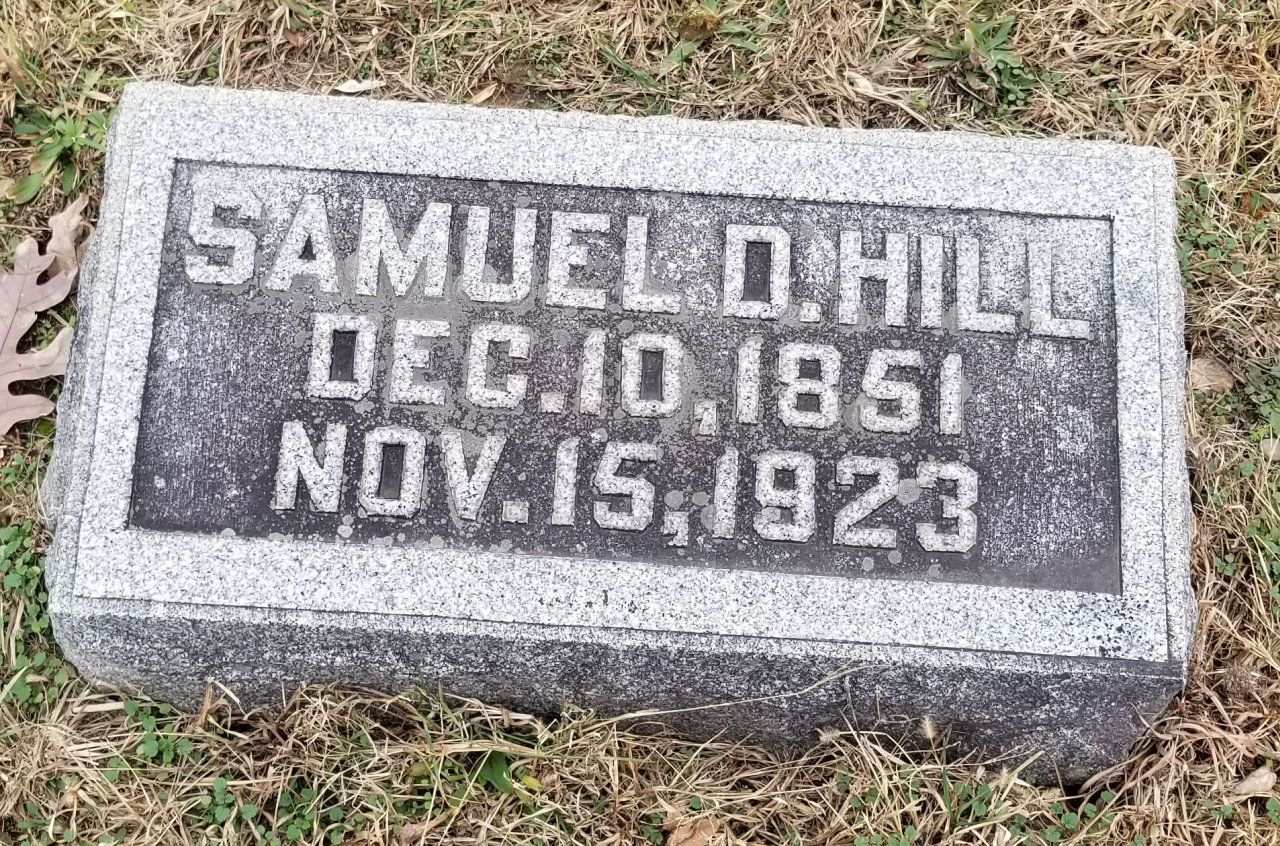 SAMUEL D. HILL
DEC. 10, 1851
NOV. 15, 1923